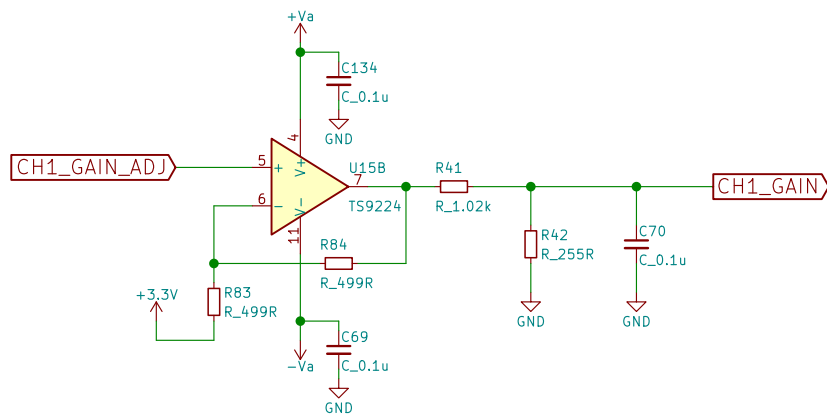 +Va
C134
C_0.1u
GND
4
V+
CH1_GAIN_ADJ
5
+
U15B
7
TS9224
6
-
V-
11
R41
R_1.02k
CH1_GAIN
R84
R_499R
R42
R_255R
C70
C_0.1u
+3.3V
R83
R_499R
GND
GND
C69
C_0.1u
-Va
GND